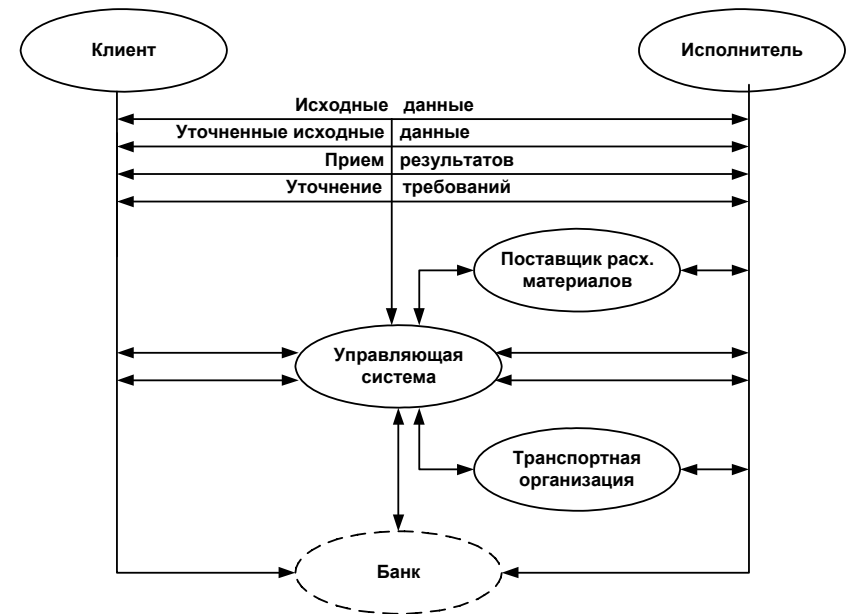 Клиент
Исполнитель
Исходные данные
Уточненные исходные данные
Прием результатов
Уточнение требований
Поставщик расх.
материалов
Управляющая
система
Транспортная
организация
Банк